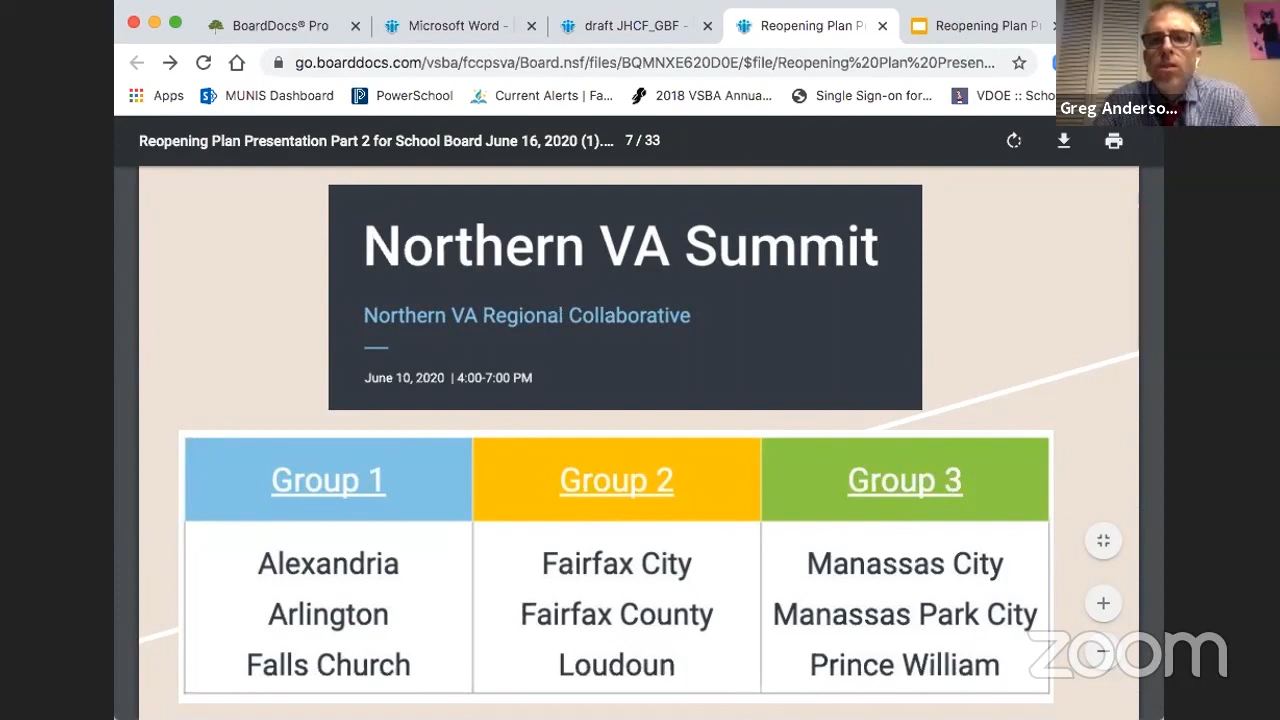 BoardDocs® Pro
Microsoft Word -
draft JHCF_GBF -
Reopening Plan P
Reopening Plan P
go.boarddocs.com/vsba/fccpsva/Board.nsf/files/BQMNXE620D0E/$file/Reopening%20Plan%20Presen...
Apps
MUNIS Dashboard
PowerSchool
Current Alerts | Fa...
2018 VSBA Annua...
Single Sign-on for...
VDOE :: Scho
Greg Anderso...
Reopening Plan Presentation Part 2 for School Board June 16, 2020 (1)....
7 / 33
Northern VA Summit
Northern VA Regional Collaborative
June 10, 2020 | 4:00-7:00 PM
Group 1
Group 2
Group 3
Alexandria
Fairfax City
Manassas City
Arlington
Fairfax County
Manassas Park City
Falls Church
Loudoun
Prince William
zoom